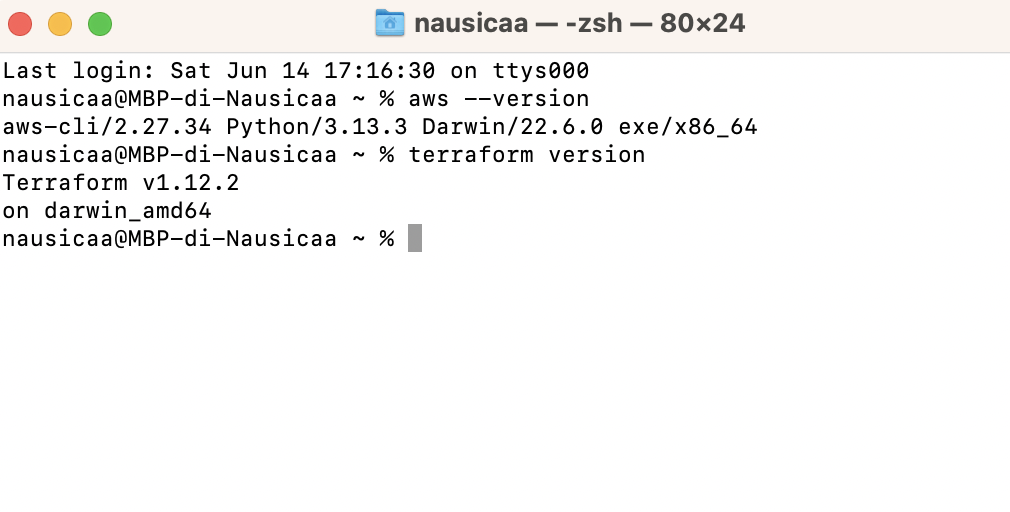 nausicaa — -zsh — 80×24
Last login: Sat Jun 14 17:16:30 on ttys000
nausicaa@MBP-di-Nausicaa ~ % aws --version
aws-cli/2.27.34 Python/3.13.3 Darwin/22.6.0 exe/x86_64
nausicaa@MBP-di-Nausicaa ~ % terraform version
Terraform v1.12.2
on darwin_amd64
nausicaa@MBP-di-Nausicaa ~ %